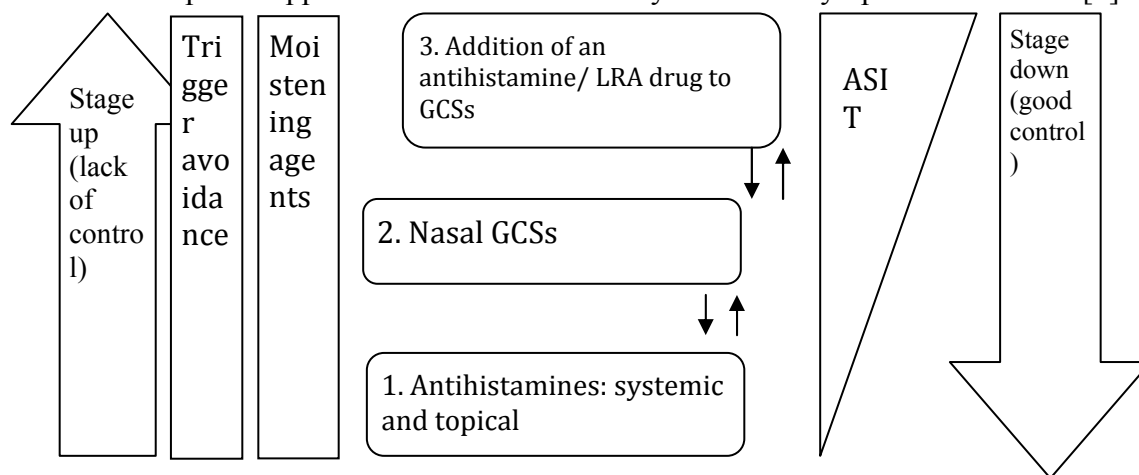 Stage
up
(lack
of
contro
l)
Tri
gge
r
avo
ida
nce
Moi
sten
ing
age
nts
3. Addition of an
antihistamine/ LRA drug to
GCSs
2. Nasal GCSs
1. Antihistamines: systemic
and topical
ASI
T
Stage
down
(good
control
)